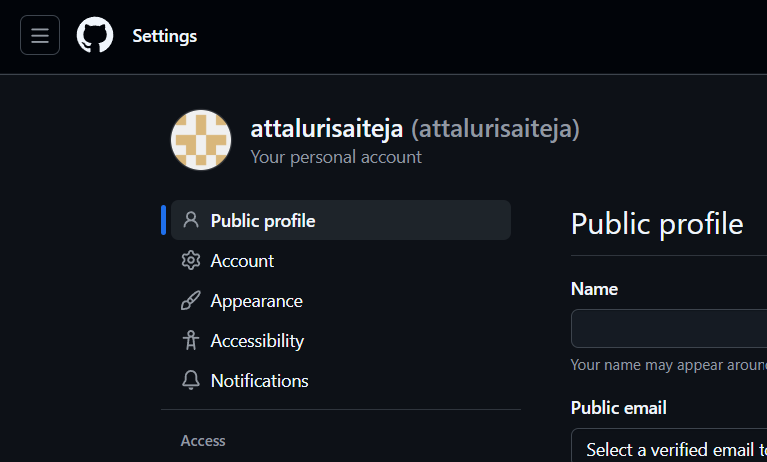 Settings
attalurisaiteja (attalurisaiteja)
Your personal account
Public profile
Account
Appearance
Accessibility
Notifications
Access
Public profile
Name
Your name may appear
Public email
Select a verified email